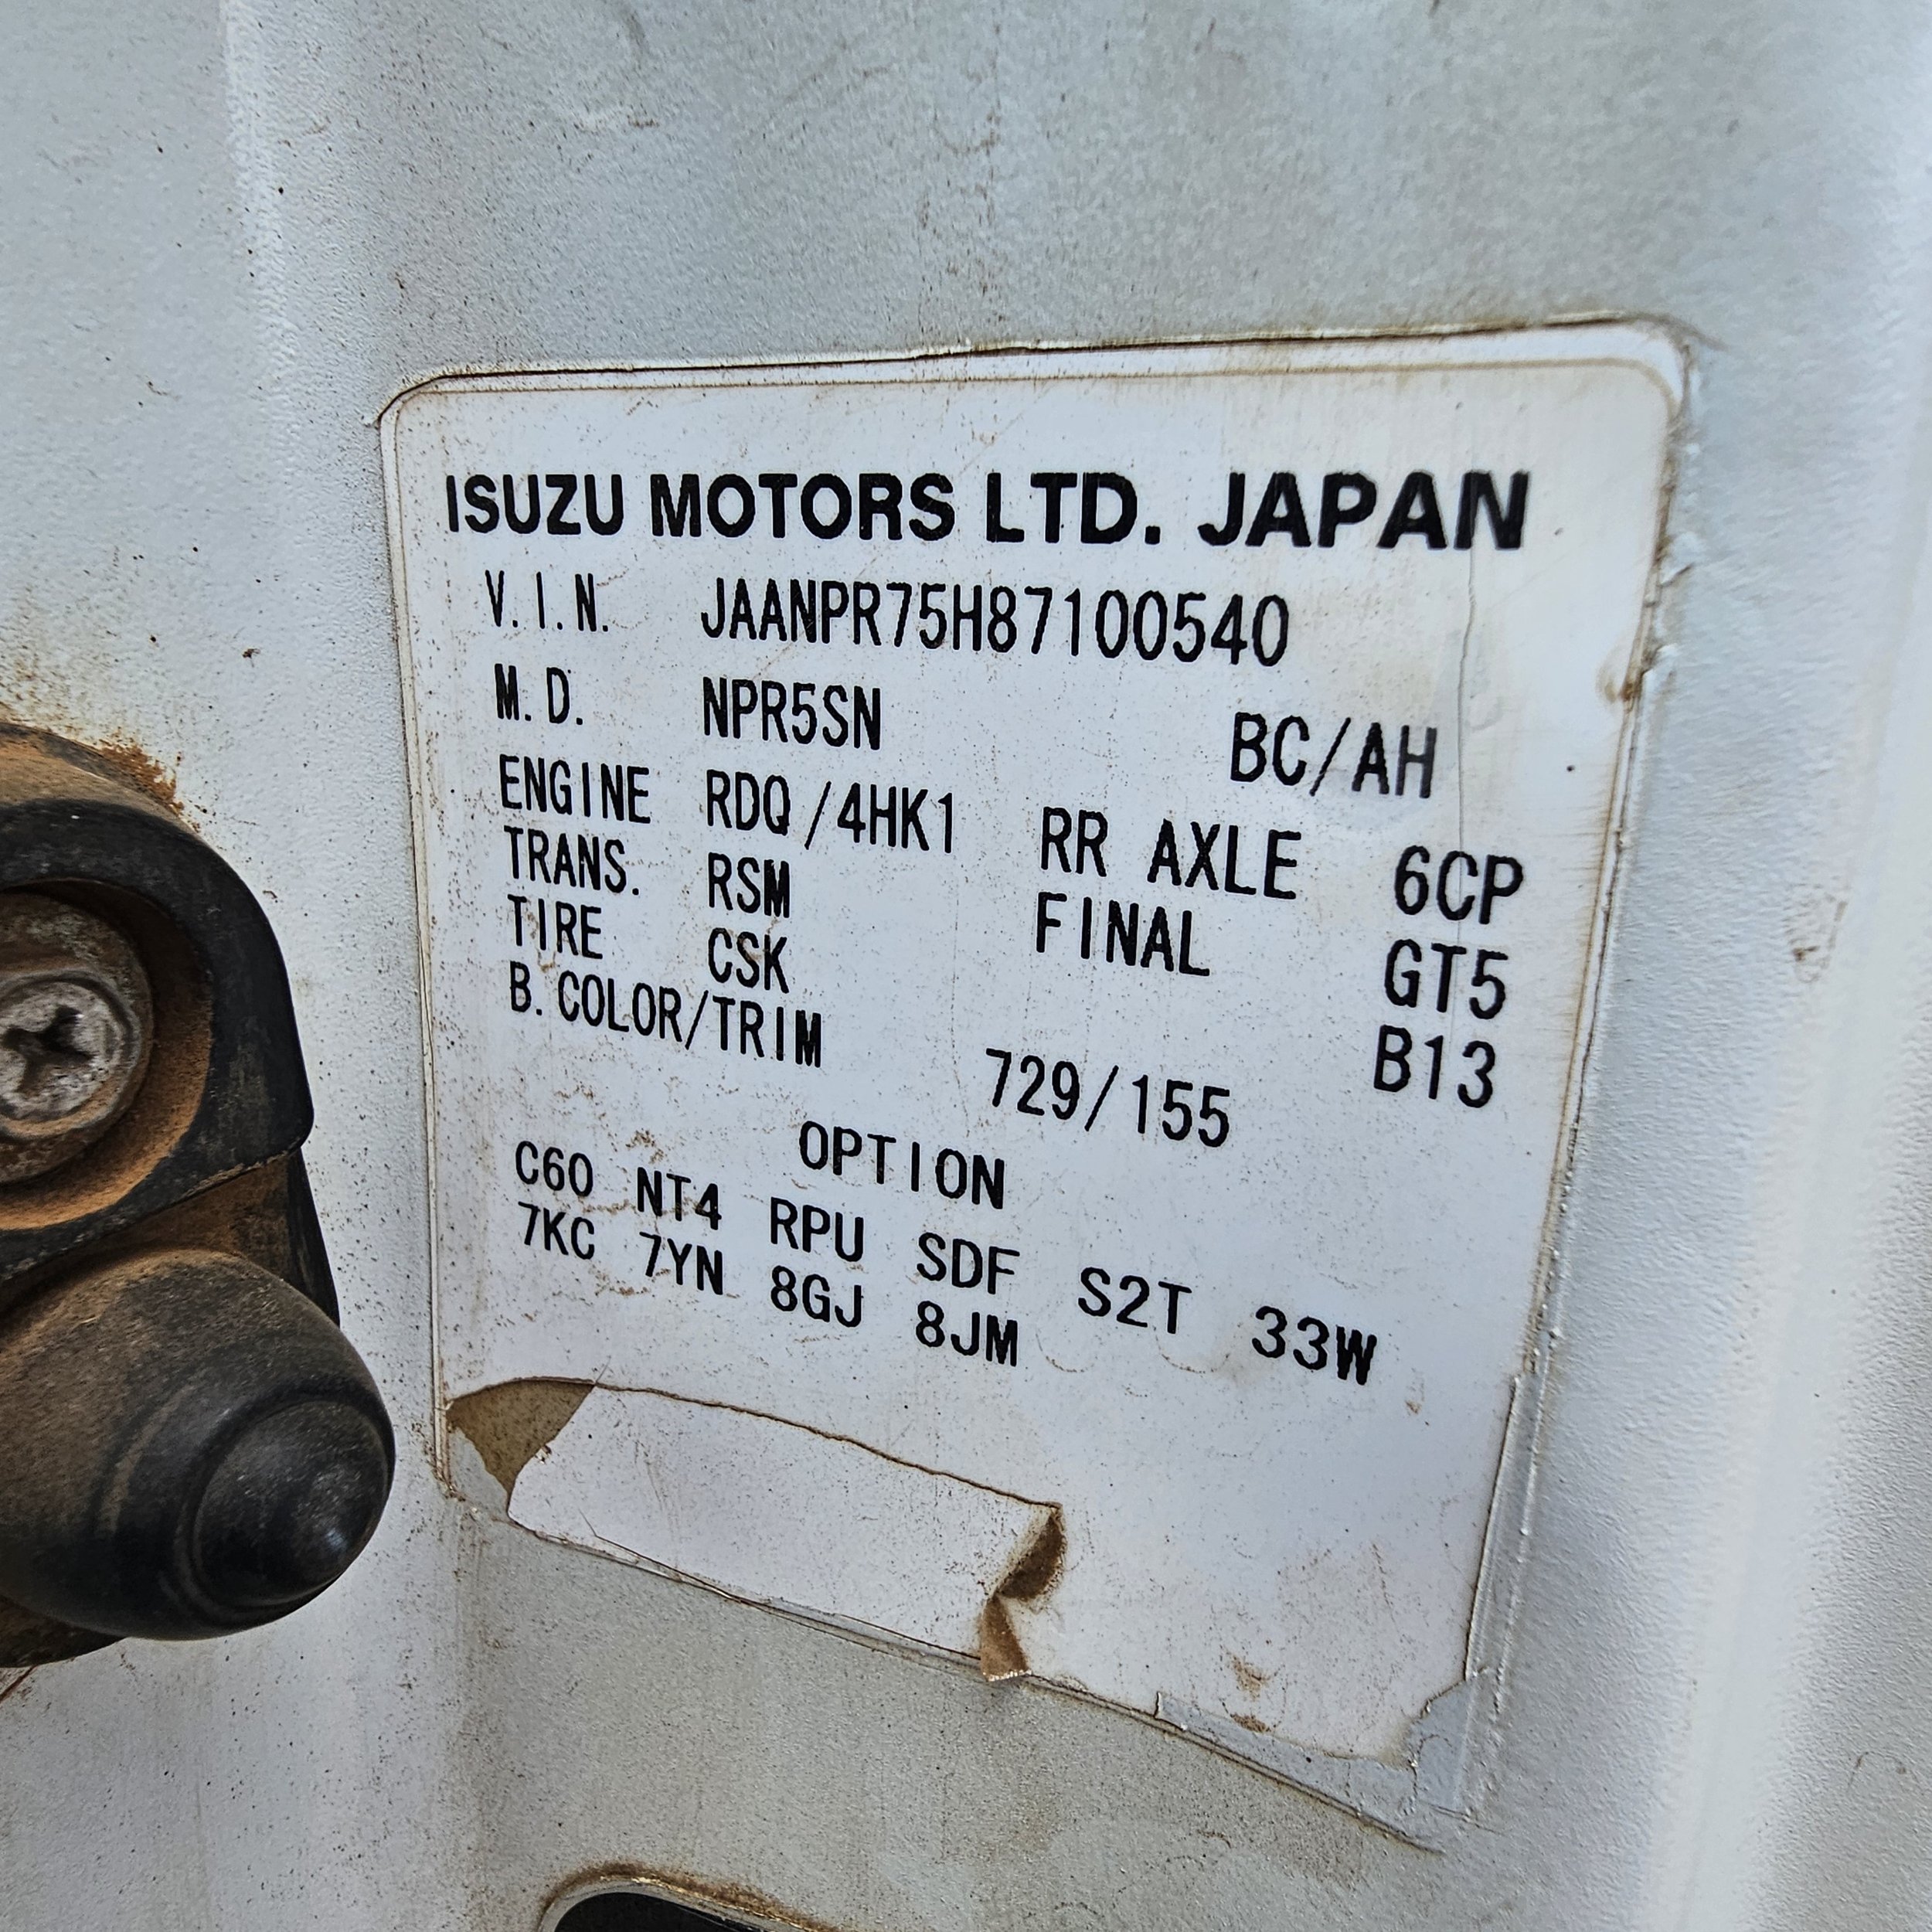 ISUZU MOTORS LTD. JAPAN
V.I.N. JAANPR75H87100540
M.D. NPR5SN BC/AH
ENGINE RDQ/4HK1 RR AXLE 6CP
TRANS. RSM FINAL GT5
TIRE CSK B13
B.COLOR/TRIM 729/155
OPTION
C60 NT4 RPU SDF S2T 33W
7KC 7YN 8GJ 8JM